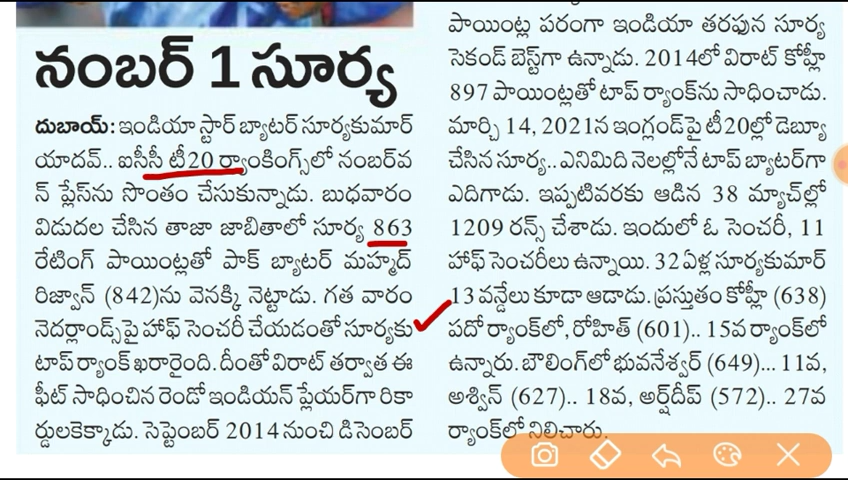 నంబర్ 1 సూర్య
దుబాయ్: ఇండియా స్టార్ బ్యాటర్ సూర్యకుమార్
యాదవ్.. ఐసీసీ టీ20 ర్యాంకింగ్స్‌లో నంబర్‌వ
న్ ప్లేస్‌ను సొంతం చేసుకున్నాడు. బుధవారం
విడుదల చేసిన తాజా జాబితాలో సూర్య 863
రేటింగ్ పాయింట్లతో పాక్ బ్యాటర్ మహ్మద్
రిజ్వాన్ (842)ను వెనక్కి నెట్టాడు. గత వారం
నెదర్లాండ్స్‌పై హాఫ్ సెంచరీ చేయడంతో సూర్యకు
టాప్ ర్యాంక్ ఖరారైంది. దీంతో విరాట్ తర్వాత ఈ
ఫీట్ సాధించిన రెండో ఇండియన్ ప్లేయర్‌గా రికా
ర్డులకెక్కాడు. సెప్టెంబర్ 2014 నుంచి డిసెంబర్
పాయింట్ల పరంగా ఇండియా తరఫున సూర్య
సెకండ్ బెస్ట్‌గా ఉన్నాడు. 2014లో విరాట్ కోహ్లీ
897 పాయింట్లతో టాప్ ర్యాంక్‌ను సాధించాడు.
మార్చి 14, 2021న ఇంగ్లండ్‌పై టీ20ల్లో డెబ్యూ
చేసిన సూర్య.. ఎనిమిది నెలల్లోనే టాప్ బ్యాటర్‌గా
ఎదిగాడు. ఇప్పటివరకు ఆడిన 38 మ్యాచ్‌ల్లో
1209 రన్స్ చేశాడు. ఇందులో ఓ సెంచరీ, 11
హాఫ్ సెంచరీలు ఉన్నాయి. 32 ఏళ్ల సూర్యకుమార్
13 వన్డేలు కూడా ఆడాడు. ప్రస్తుతం కోహ్లీ (638)
పదో ర్యాంక్‌లో, రోహిత్ (601).. 15వ ర్యాంక్‌లో
ఉన్నారు. బౌలింగ్‌లో భువనేశ్వర్ (649)... 11వ,
అశ్విన్ (627).. 18వ, అర్ష్‌దీప్ (572).. 27వ
ర్యాంక్‌లో నిలిచారు.